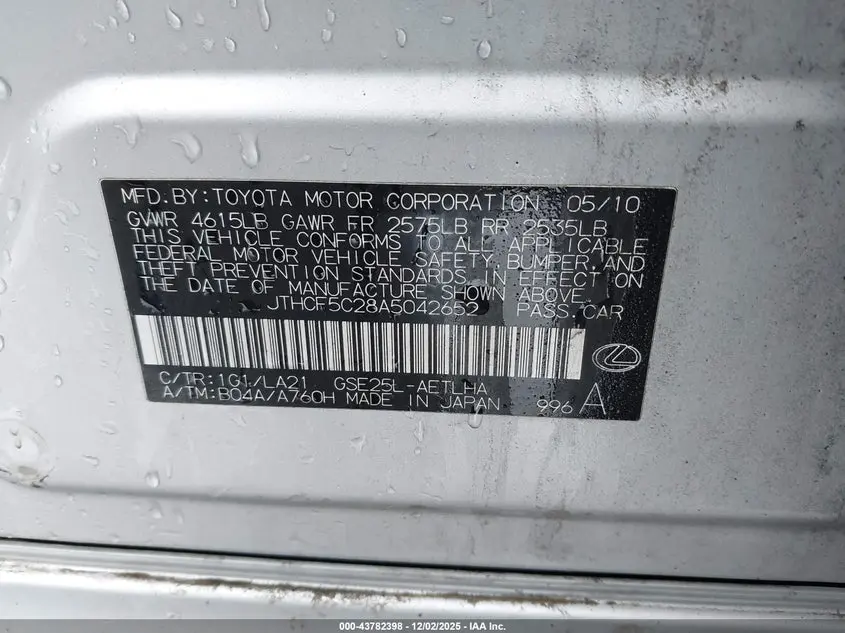 MFD. BY: TOYOTA MOTOR CORPORATION 05/10
GVWR 4615LB GAWR FR 2575LB RR 2535LB
THIS VEHICLE CONFORMS TO ALL APPLICABLE
FEDERAL MOTOR VEHICLE SAFETY, BUMPER, AND
THEFT PREVENTION STANDARDS IN EFFECT ON
THE DATE OF MANUFACTURE SHOWN ABOVE.
JTHCF5C28A5042652 PASS. CAR
C/TR: 1G1/LA21 GSE25L-AETLHA
A/TM: B04A/A760H MADE IN JAPAN 996 A
000-43782398 - 12/02/2025 - IAA Inc.